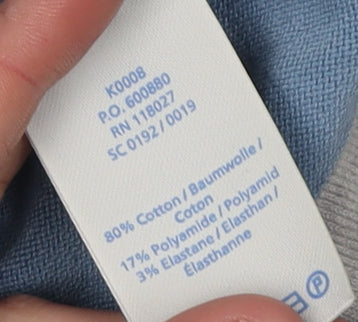 K0008
P.O. 600880
RN 118027
SC 0192 / 0019
80% Cotton / Baumwolle /
Coton
17% Polyamide / Polyamid
3% Elastane / Elasthan /
Élasthanne
P